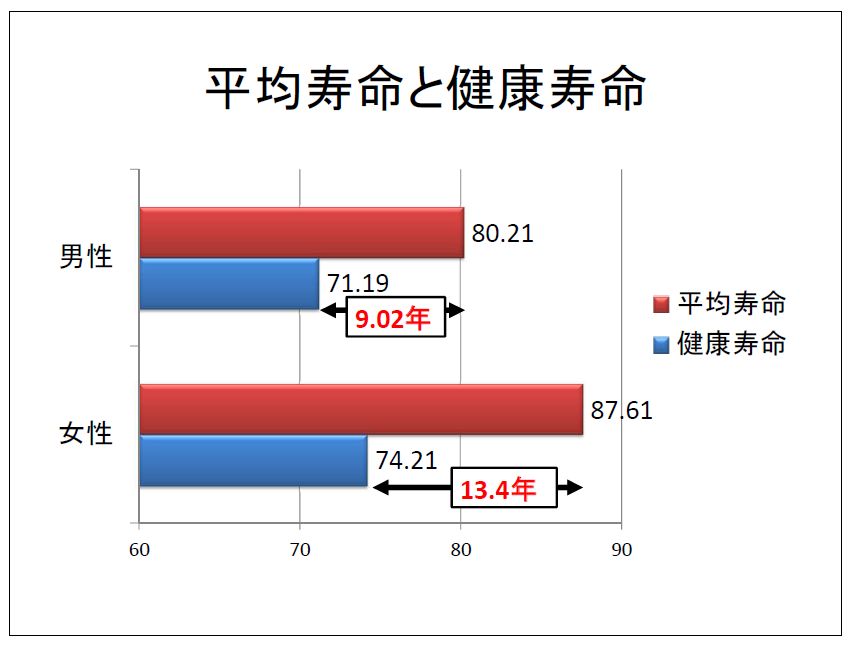 平均寿命と健康寿命
男性
80.21
71.19
9.02年
平均寿命
健康寿命
女性
87.61
74.21
13.4年
60
70
80
90